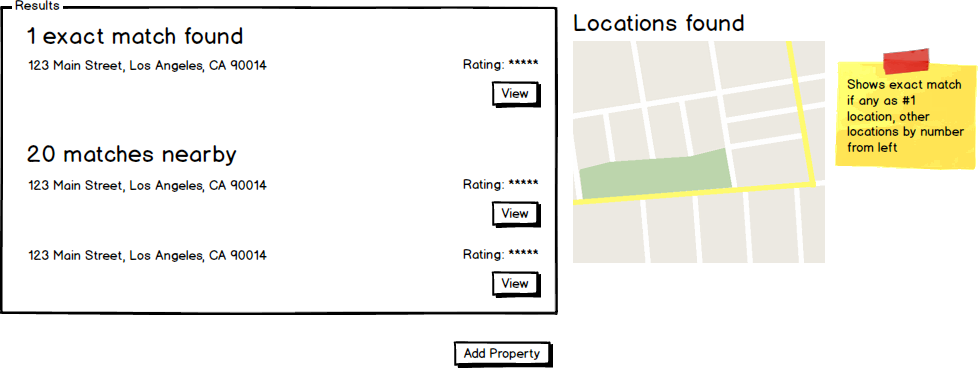 Results
1 exact match found
123 Main Street, Los Angeles, CA 90014
Rating: *****
View
20 matches nearby
123 Main Street, Los Angeles, CA 90014
Rating: *****
View
123 Main Street, Los Angeles, CA 90014
Rating: *****
View
Add Property
Locations found
Shows exact match
if any as #1
location, other
locations by number
from left